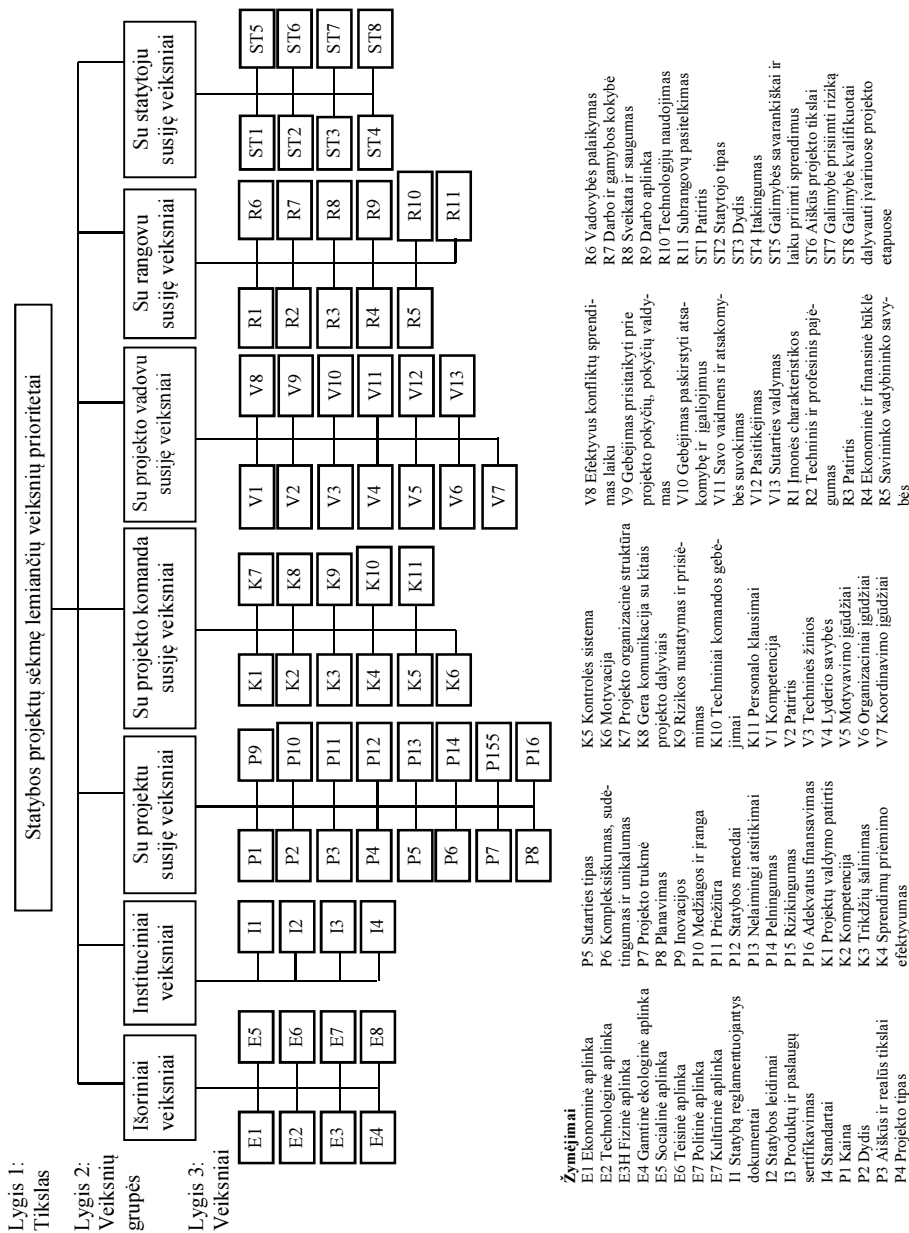 Lygis 1:
Tikslas
Statybos projektų sėkmę lemiančių veiksnių prioritetai
Lygis 2:
Veiksnių
grupės
Išoriniai
veiksniai
Instituciniai
veiksniai
Su projektu
susiję veiksniai
Su projekto komanda
susiję veiksniai
Su projekto vadovu
susiję veiksniai
Su rangovu
susiję veiksniai
Su statytoju
susiję veiksniai
Lygis 3:
Veiksniai
E1
E2
E3
E4
E5
E6
E7
E8
I1
I2
I3
I4
P1
P2
P3
P4
P5
P6
P7
P8
P9
P10
P11
P12
P13
P14
P155
P16
K1
K2
K3
K4
K5
K6
K7
K8
K9
K10
K11
V1
V2
V3
V4
V5
V6
V7
V8
V9
V10
V11
V12
V13
R1
R2
R3
R4
R5
R6
R7
R8
R9
R10
R11
ST1
ST2
ST3
ST4
ST5
ST6
ST7
ST8
Žymėjimai
E1 Ekonominė aplinka
E2 Technologinė aplinka
E3H Fizinė aplinka
E4 Gamtinė ekologinė aplinka
E5 Socialinė aplinka
E6 Teisinė aplinka
E7 Politinė aplinka
E7 Kultūrinė aplinka
I1 Statybą reglamentuojantys
dokumentai
I2 Statybos leidimai
I3 Produktų ir paslaugų
sertifikavimas
I4 Standartai
P1 Kaina
P2 Dydis
P3 Aiškūs ir realūs tikslai
P4 Projekto tipas
P5 Sutarties tipas
P6 Kompleksiškumas, sudė-
tingumas ir unikalumas
P7 Projekto trukmė
P8 Planavimas
P9 Inovacijos
P10 Medžiagos ir įranga
P11 Priežiūra
P12 Statybos metodai
P13 Nelaimingi atsitikimai
P14 Pelningumas
P15 Rizikingumas
P16 Adekvatus finansavimas
K1 Projektų valdymo patirtis
K2 Kompetencija
K3 Trikdžių šalinimas
K4 Sprendimų priėmimo
efektyvumas
K5 Kontrolės sistema
K6 Motyvacija
K7 Projekto organizacinė struktūra
K8 Gera komunikacija su kitais
projekto dalyviais
K9 Rizikos nustatymas ir prisiė-
mimas
K10 Techniniai komandos gebė-
jimai
K11 Personalo klausimai
V1 Kompetencija
V2 Patirtis
V3 Techninės žinios
V4 Lyderio savybės
V5 Motyvavimo įgūdžiai
V6 Organizaciniai įgūdžiai
V7 Koordinavimo įgūdžiai
V8 Efektyvus konfliktų sprendi-
mas laiku
V9 Gebėjimas prisitaikyti prie
projekto pokyčių, pokyčių valdy-
mas
V10 Gebėjimas paskirstyti atsa-
komybę ir įgaliojimus
V11 Savo vaidmens ir atsakomy-
bės suvokimas
V12 Pasitikėjimas
V13 Sutarties valdymas
R1 Įmonės charakteristikos
R2 Techninis ir profesinis pajė-
gumas
R3 Patirtis
R4 Ekonominė ir finansinė būklė
R5 Savininko vadybininko savy-
bės
R6 Vadovybės palaikymas
R7 Darbo ir gamybos kokybė
R8 Sveikata ir saugumas
R9 Darbo aplinka
R10 Technologijų naudojimas
R11 Subrangovų pasitelkimas
ST1 Patirtis
ST2 Statytojo tipas
ST3 Dydis
ST4 Įtakingumas
ST5 Galimybės savarankiškai ir
laiku priimti sprendimus
ST6 Aiškūs projekto tikslai
ST7 Galimybė prisiimti riziką
ST8 Galimybė kvalifikuotai
dalyvauti įvairiuose projekto
etapuose